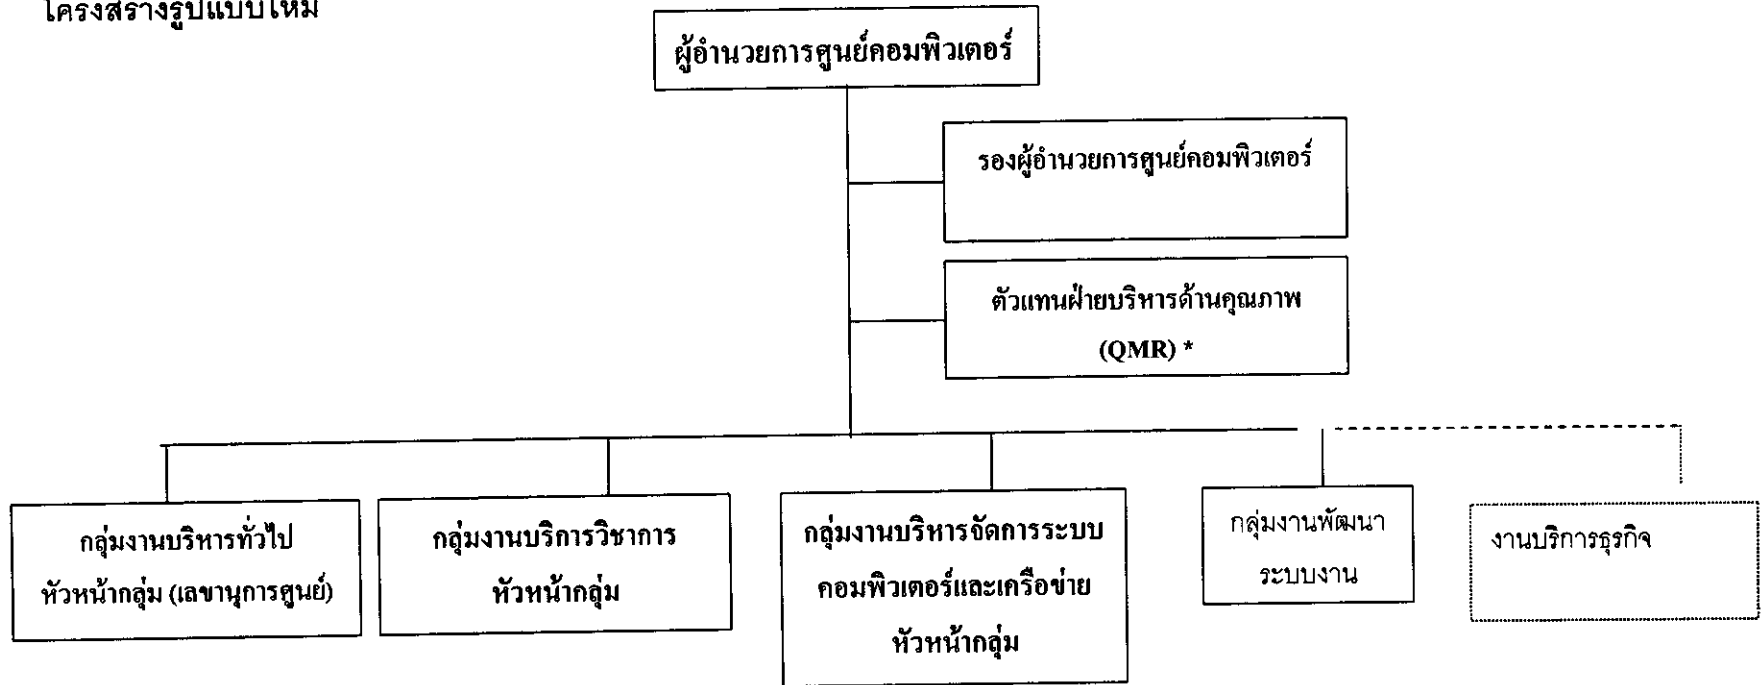 โครงสร้างรูปแบบใหม่
ผู้อำนวยการศูนย์คอมพิวเตอร์
รองผู้อำนวยการศูนย์คอมพิวเตอร์
ตัวแทนฝ่ายบริหารด้านคุณภาพ
(QMR) *
กลุ่มงานบริหารทั่วไป
หัวหน้ากลุ่ม (เลขานุการศูนย์)
กลุ่มงานบริการวิชาการ
หัวหน้ากลุ่ม
กลุ่มงานบริหารจัดการระบบ
คอมพิวเตอร์และเครือข่าย
หัวหน้ากลุ่ม
กลุ่มงานพัฒนา
ระบบงาน
งานบริการธุรกิจ